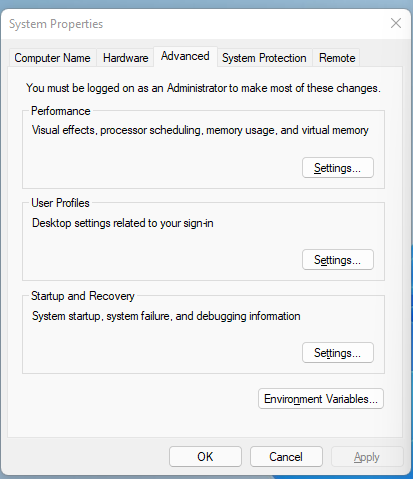 System Properties
Computer Name Hardware Advanced System Protection Remote
You must be logged on as an Administrator to make most of these changes.
Performance
Visual effects, processor scheduling, memory usage, and virtual memory
Settings...
User Profiles
Desktop settings related to your sign-in
Settings...
Startup and Recovery
System startup, system failure, and debugging information
Settings...
Environment Variables...
OK Cancel Apply